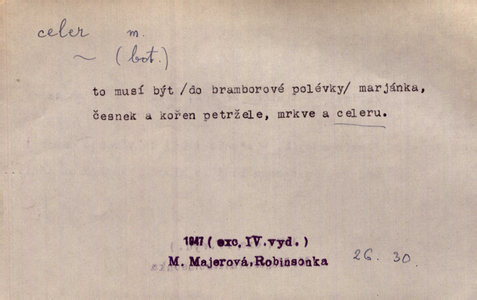 celer m.
~ (bot.)
to musí být /do bramborové polévky/ marjánka,
česnek a kořen petržele, mrkve a celeru.
1947 ( exc. IV. vyd. )
M. Majerová, Robinsonka
26. 30.